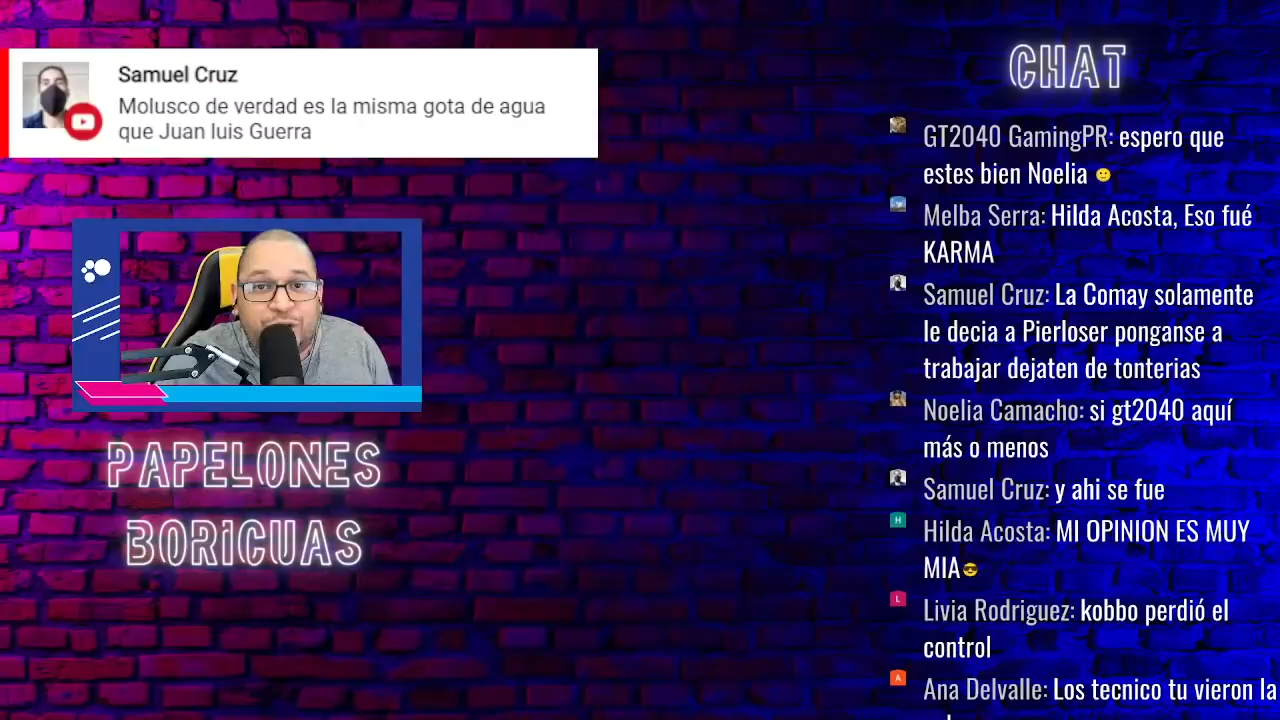 Samuel Cruz
Molusco de verdad es la misma gota de agua
que Juan luis Guerra
PAPELONES
BORICUAS
CHAT
GT2040 GamingPR: espero que
estes bien Noelia
Melba Serra: Hilda Acosta, Eso fué
KARMA
Samuel Cruz: La Comay solamente
le decia a Pierloser ponganse a
trabajar dejaten de tonterias
Noelia Camacho: si gt2040 aquí
más o menos
Samuel Cruz: y ahi se fue
H
Hilda Acosta: MI OPINION ES MUY
MIA
L
Livia Rodriguez: kobbo perdió el
control
A
Ana Delvalle: Los tecnico tu vieron la